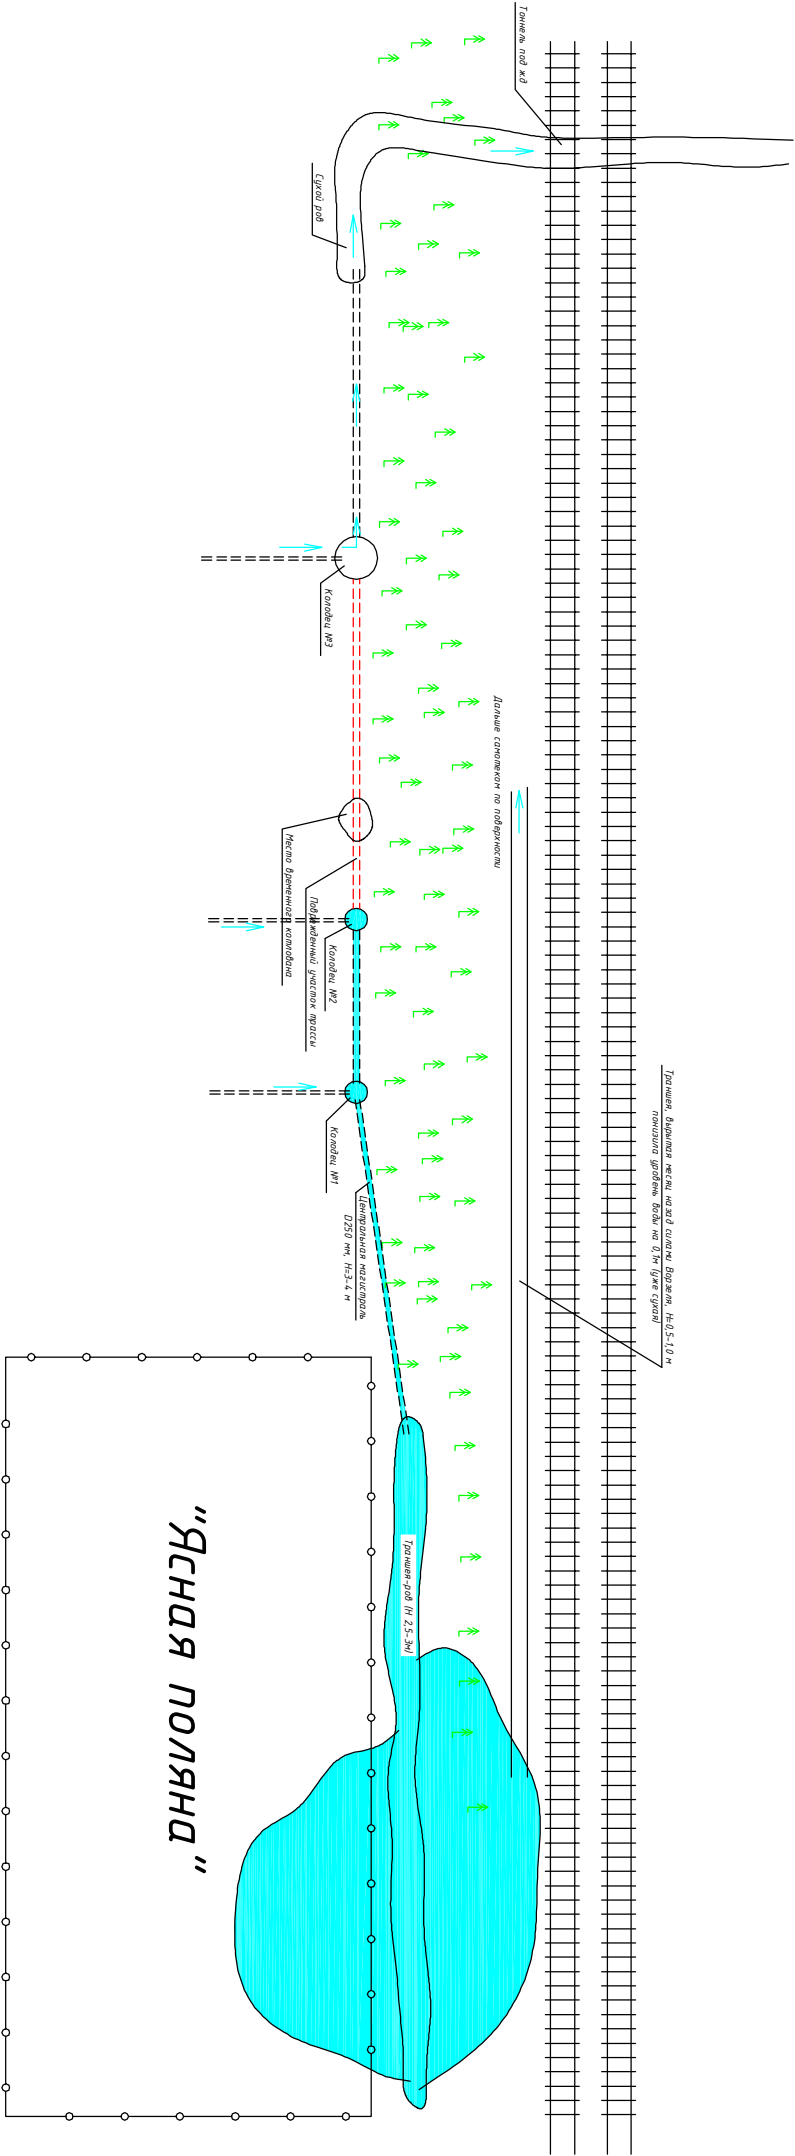 Тоннель под жд
Сухой ров
Колодец №3
Дальше самотеком по поверхности
Место временного котлована
Поврежденный участок трассы
Колодец №2
Колодец №1
Центральная магистраль
D250 мм, H=3-4 м
Траншея, вырытая месяц назад силами Ворзеля, H=0,5-1,0 м
понизила уровень воды на 0,1м (уже сухая)
Траншея-ров (H 2,5-3м)
"Ясная поляна"